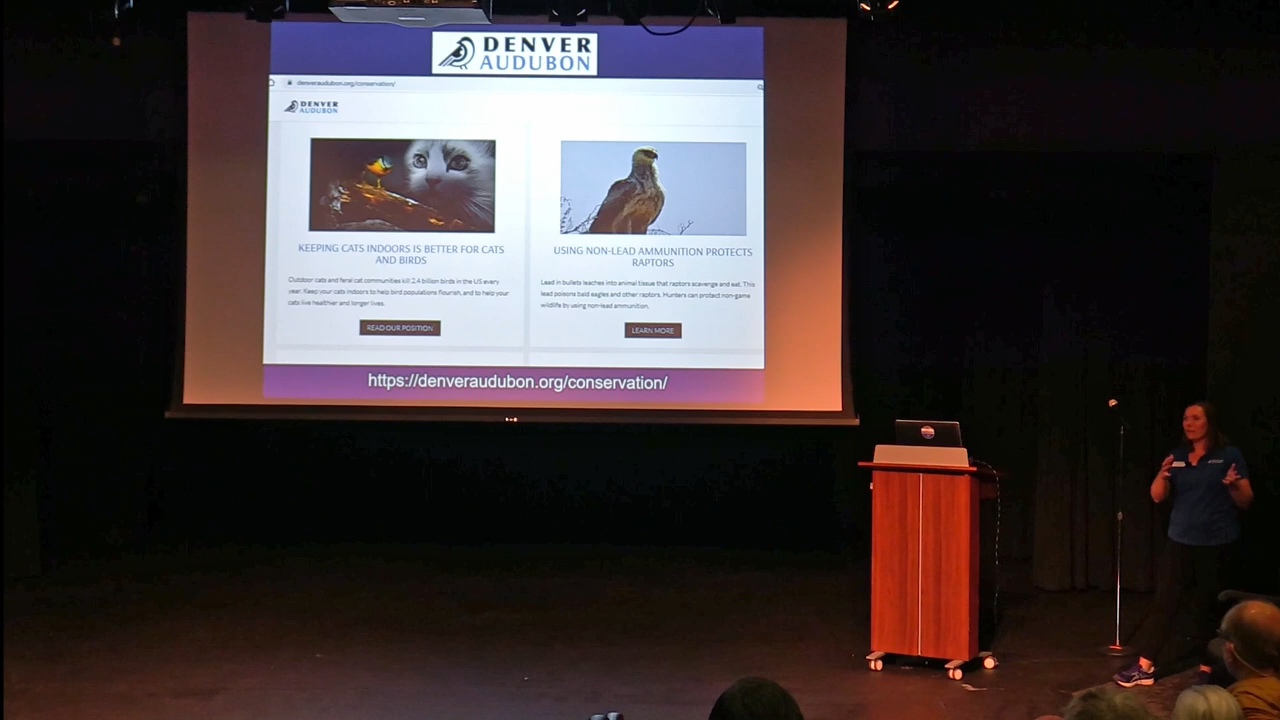 DENVER
AUDUBON
denveraudubon.org/conservation/
DENVER
AUDUBON
KEEPING CATS INDOORS IS BETTER FOR CATS
AND BIRDS
Outdoor cats and feral cat communities kill 2.4 billion birds in the US every
year. Keep your cats indoors to help bird populations flourish, and to help your
cats live healthier and longer lives.
READ OUR POSITION
USING NON-LEAD AMMUNITION PROTECTS
RAPTORS
Lead in bullets leaches into animal tissue that raptors scavenge and eat. This
lead poisons bald eagles and other raptors. Hunters can protect non-game
wildlife by using non-lead ammunition.
LEARN MORE
https://denveraudubon.org/conservation/